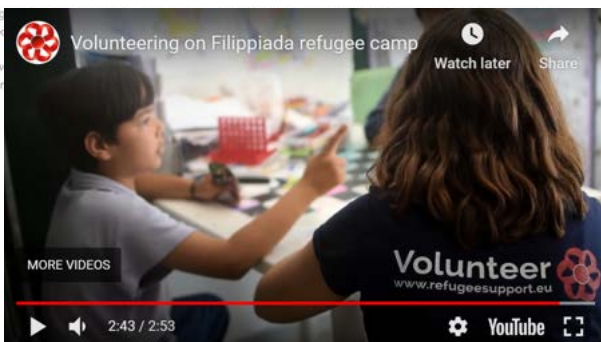 Volunteering on Filippiada refugee camp
Watch later
Share
MORE VIDEOS
Volunteer
www.refugeesupport.eu
2:43 / 2:53
YouTube